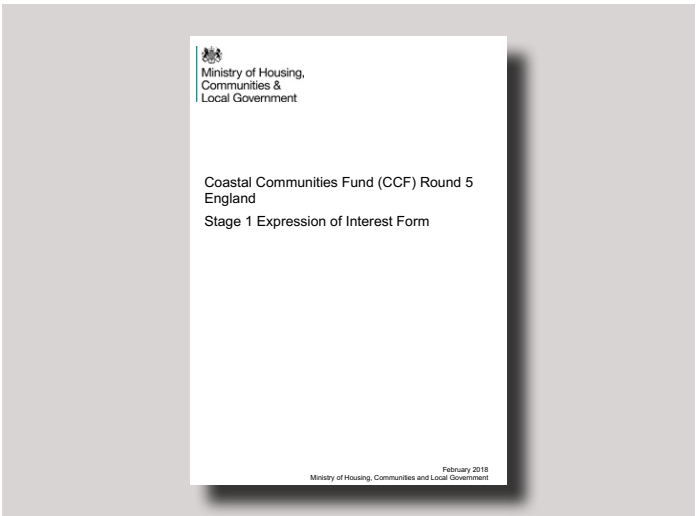 Ministry of Housing,
Communities &
Local Government
Coastal Communities Fund (CCF) Round 5
England
Stage 1 Expression of Interest Form
February 2018
Ministry of Housing, Communities and Local Government